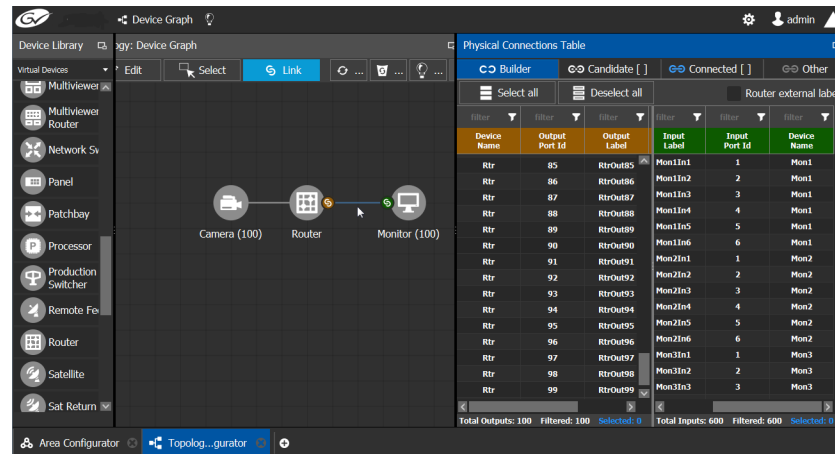 GV
Device Graph
admin
Device Library
ogy: Device Graph
Physical Connections Table
Virtual Devices
Edit
Select
Link
...
...
...
Builder
Candidate [ ]
Connected [ ]
Other
Select all
Deselect all
Router external labe
filter filter filter filter filter filter
Device Name Output Port Id Output Label Input Label Input Port Id Device Name
Multiviewer
Multiviewer
Router
Network Sw
Panel
Patchbay
Processor
Production
Switcher
Remote Fe
Router
Satellite
Sat Return
Camera (100)
Router
Monitor (100)
Rtr 85 RtrOut85 Mon1In1 1 Mon1
Rtr 86 RtrOut86 Mon1In2 2 Mon1
Rtr 87 RtrOut87 Mon1In3 3 Mon1
Rtr 88 RtrOut88 Mon1In4 4 Mon1
Rtr 89 RtrOut89 Mon1In5 5 Mon1
Rtr 90 RtrOut90 Mon1In6 6 Mon1
Rtr 91 RtrOut91 Mon2In1 1 Mon2
Rtr 92 RtrOut92 Mon2In2 2 Mon2
Rtr 93 RtrOut93 Mon2In3 3 Mon2
Rtr 94 RtrOut94 Mon2In4 4 Mon2
Rtr 95 RtrOut95 Mon2In5 5 Mon2
Rtr 96 RtrOut96 Mon2In6 6 Mon2
Rtr 97 RtrOut97 Mon3In1 1 Mon3
Rtr 98 RtrOut98 Mon3In2 2 Mon3
Rtr 99 RtrOut99 Mon3In3 3 Mon3
Total Outputs: 100 Filtered: 100 Selected: 0 Total Inputs: 600 Filtered: 600 Selected: 0
Area Configurator
Topolog...gurator